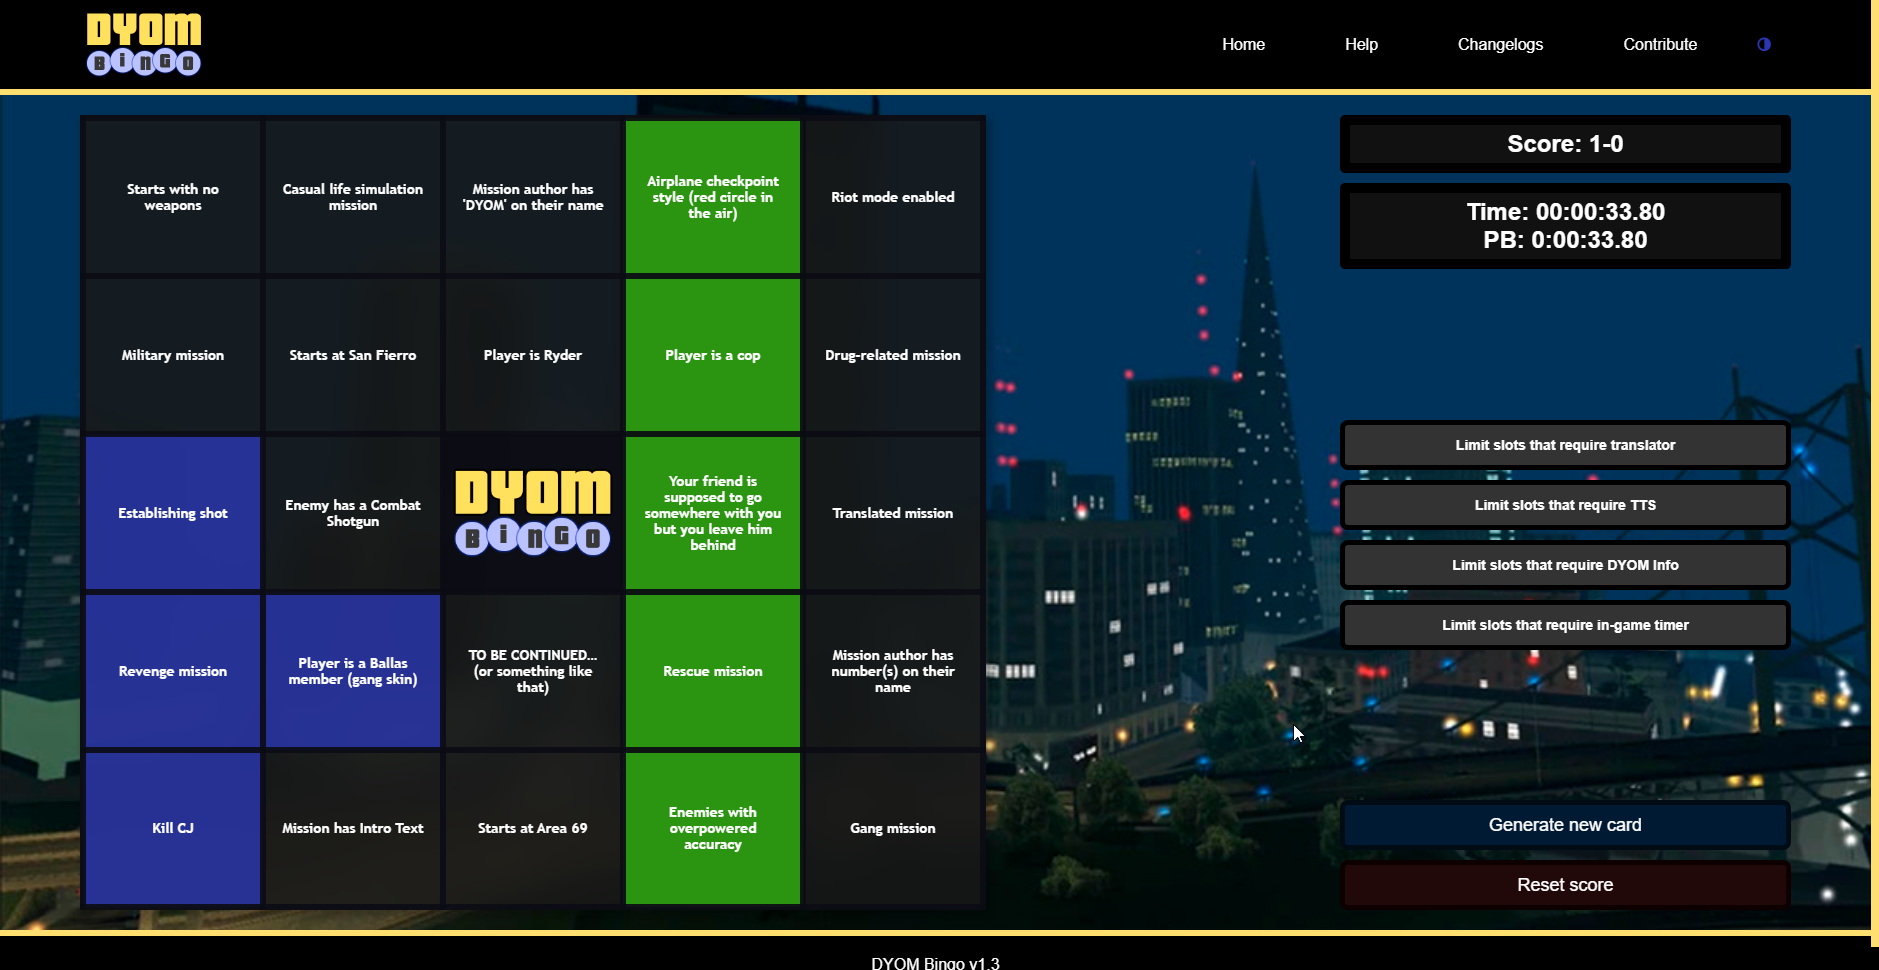 DYOM
BiNGO
Home
Help
Changelogs
Contribute
Starts with no
weapons
Casual life simulation
mission
Mission author has
'DYOM' on their name
Airplane checkpoint
style (red circle in
the air)
Riot mode enabled
Military mission
Starts at San Fierro
Player is Ryder
Player is a cop
Drug-related mission
Establishing shot
Enemy has a Combat
Shotgun
DYOM
BiNGO
Your friend is
supposed to go
somewhere with you
but you leave him
behind
Translated mission
Revenge mission
Player is a Ballas
member (gang skin)
TO BE CONTINUED...
(or something like
that)
Rescue mission
Mission author has
number(s) on their
name
Kill CJ
Mission has Intro Text
Starts at Area 69
Enemies with
overpowered
accuracy
Gang mission
Score: 1-0
Time: 00:00:33.80
PB: 0:00:33.80
Limit slots that require translator
Limit slots that require TTS
Limit slots that require DYOM Info
Limit slots that require in-game timer
Generate new card
Reset score
DYOM Bingo v1.3